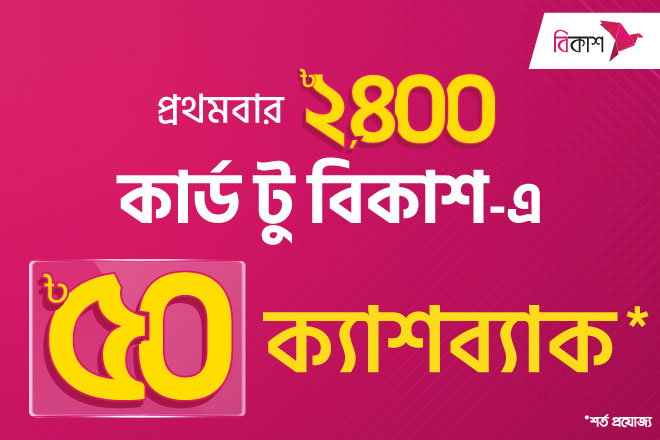 বিকাশ
প্রথমবার ৳২,৪০০
কার্ড টু বিকাশ-এ
৳৫০ ক্যাশব্যাক*
*শর্ত প্রযোজ্য